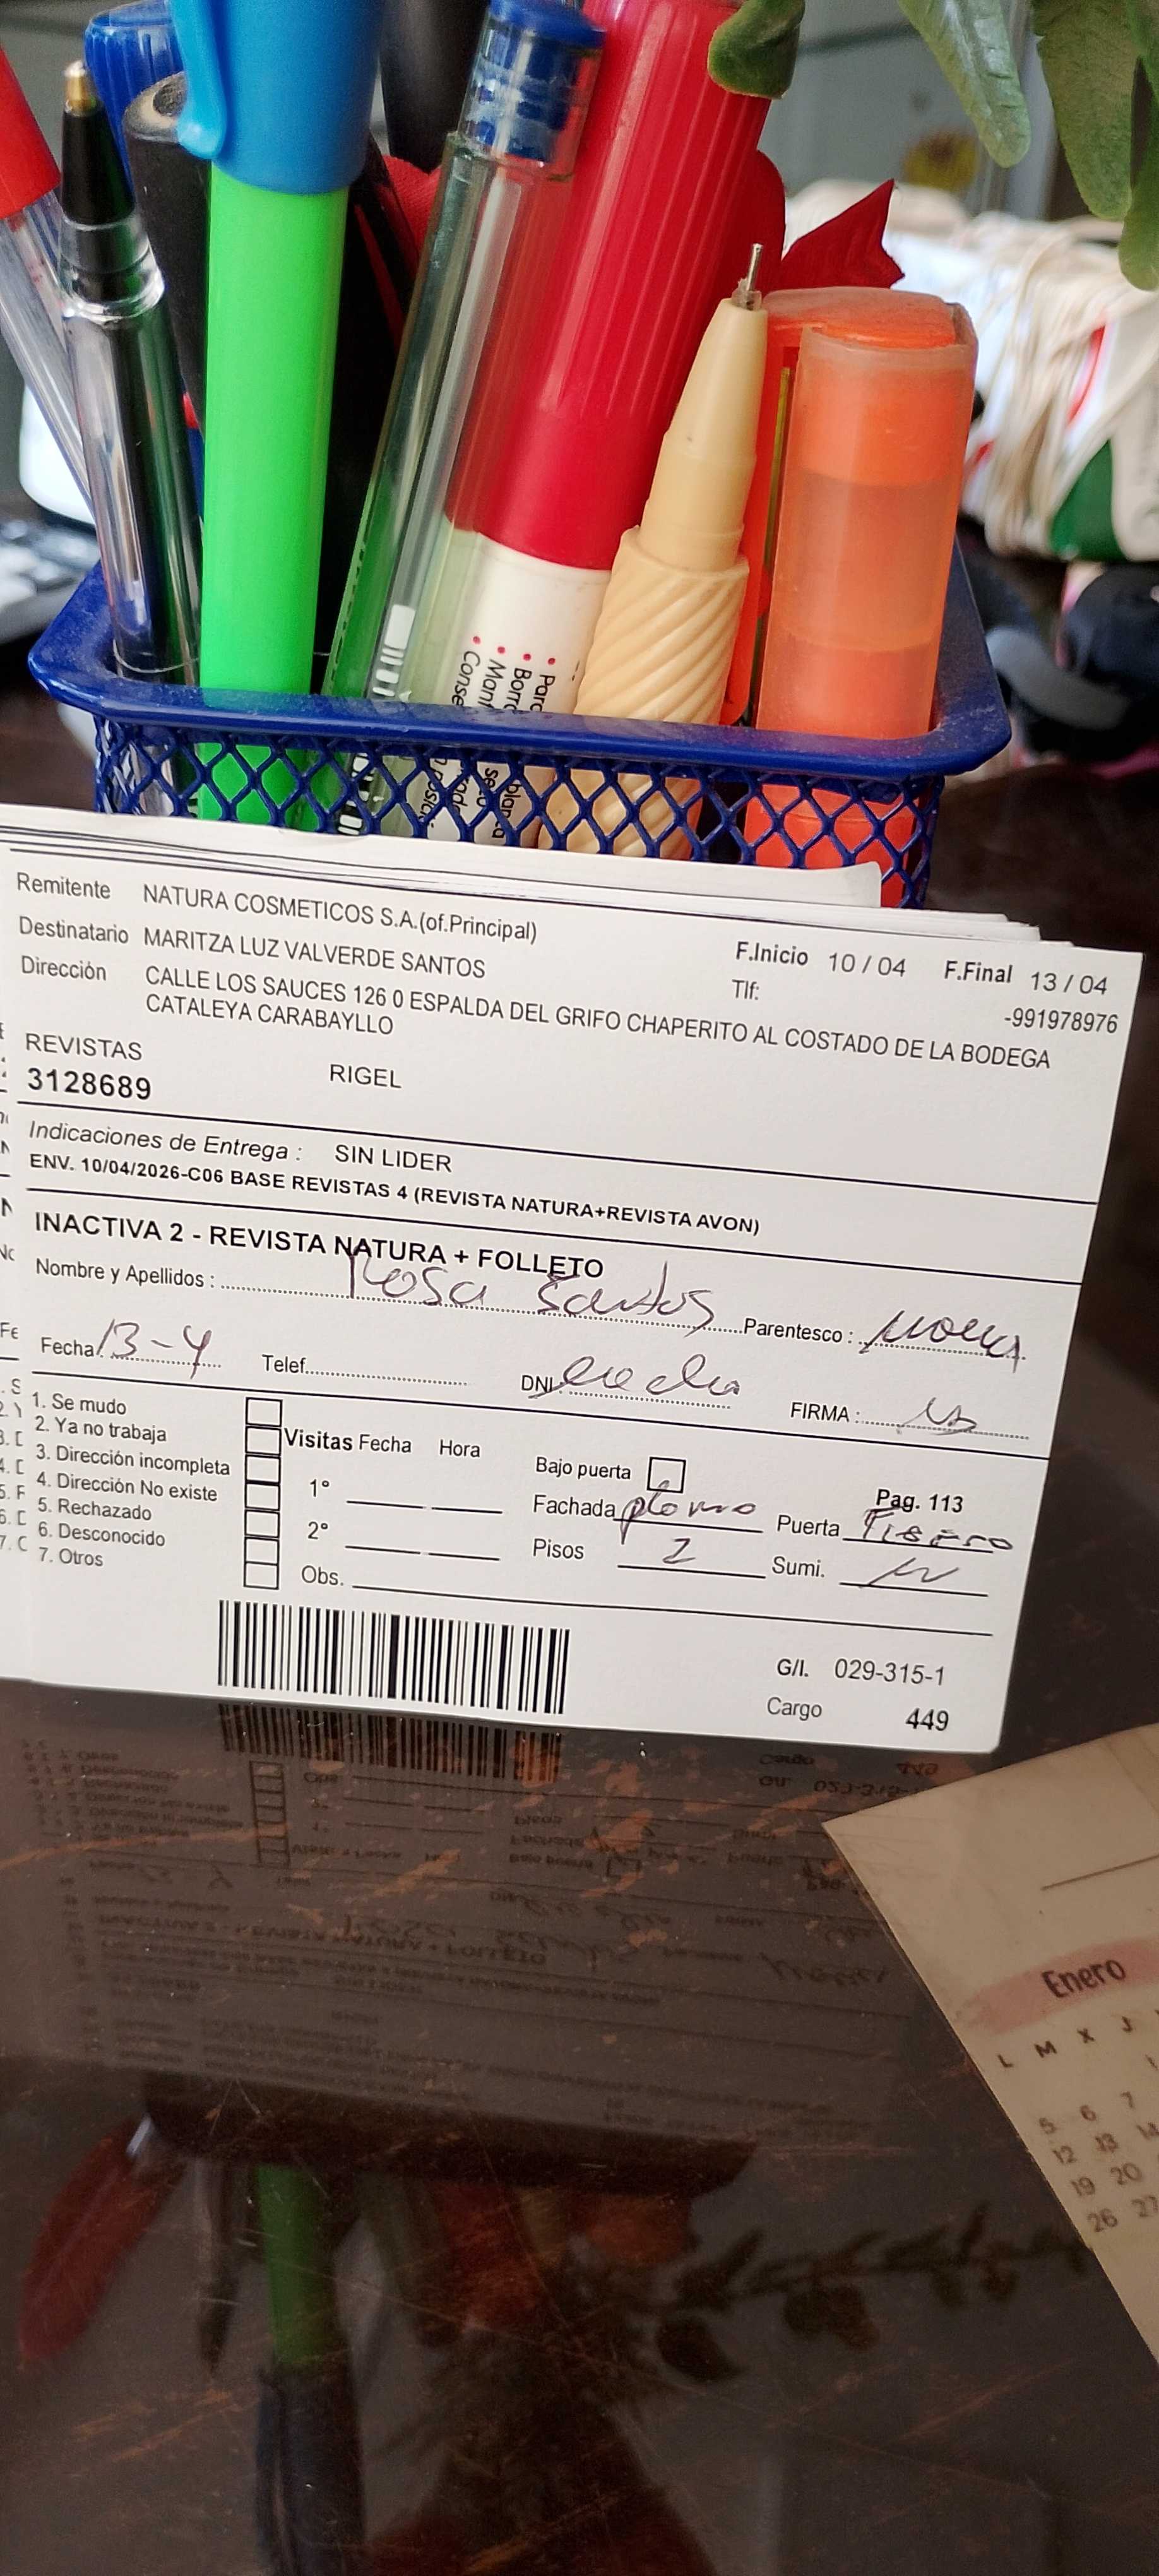 • Parc
• Borr
• Mant
• Conse
Remitente NATURA COSMETICOS S.A.(of.Principal)
Destinatario MARITZA LUZ VALVERDE SANTOS
F.Inicio 10 / 04 F.Final 13 / 04
Tlf: -991978976
Dirección CALLE LOS SAUCES 126 0 ESPALDA DEL GRIFO CHAPERITO AL COSTADO DE LA BODEGA
CATALEYA CARABAYLLO
REVISTAS
3128689 RIGEL
Indicaciones de Entrega : SIN LIDER
ENV. 10/04/2026-C06 BASE REVISTAS 4 (REVISTA NATURA+REVISTA AVON)
INACTIVA 2 - REVISTA NATURA + FOLLETO
Nombre y Apellidos : Rosa Santos Parentesco :
Fecha 13-4 Telef. DNI. FIRMA :
1. Se mudo
2. Ya no trabaja
3. Dirección incompleta
4. Dirección No existe
5. Rechazado
6. Desconocido
7. Otros
Visitas Fecha Hora
1°
2°
Obs.
Bajo puerta
Pag. 113
Fachada plomo Puerta Fierro
Pisos Sumi.
G/I. 029-315-1
Cargo 449
Enero
L M X J
5 6 7
12 13 14
19 20
26 27